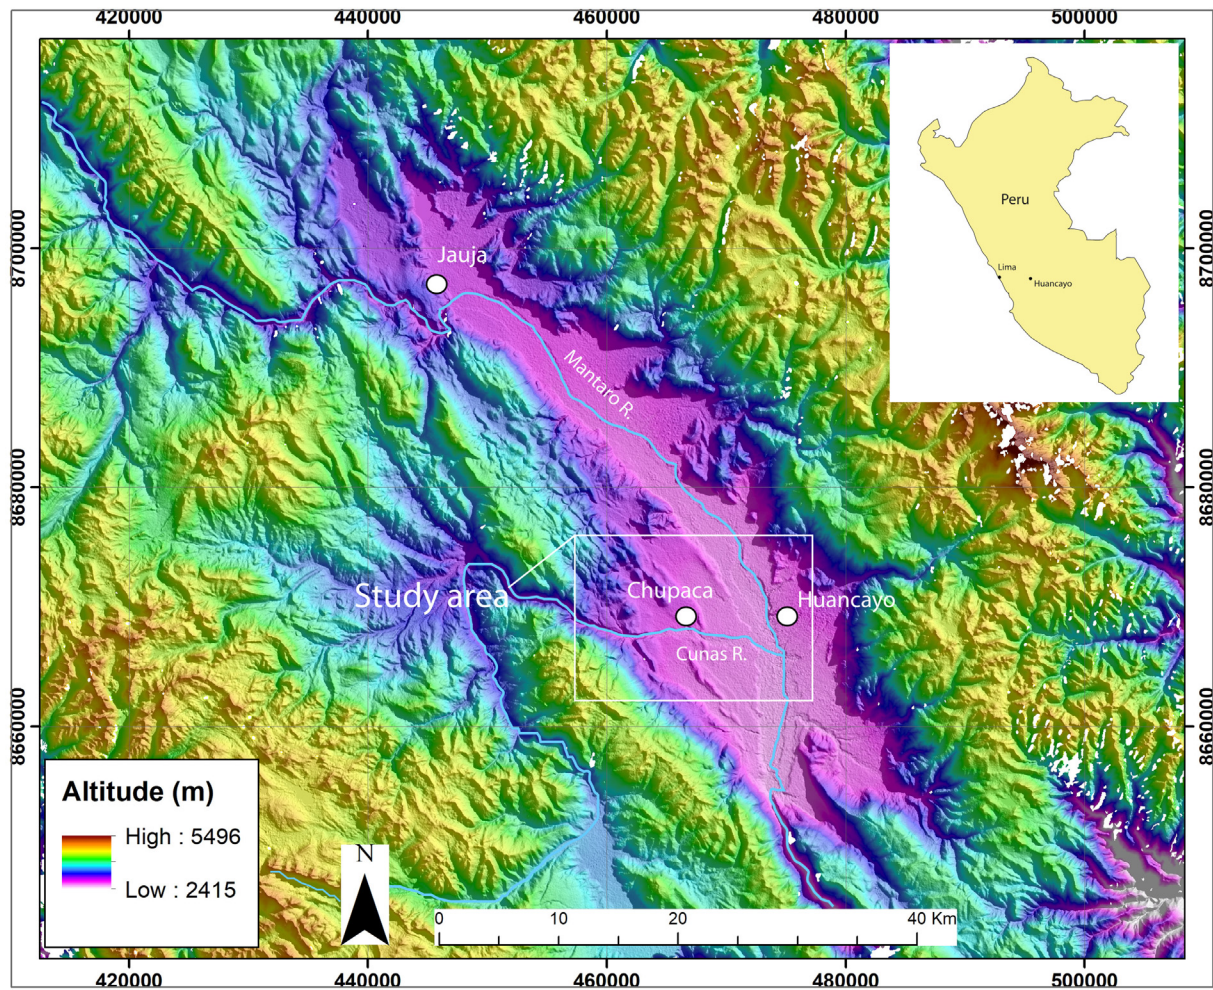 420000 440000 460000 480000 500000
Peru
Lima
Huancayo
8700000 8700000
Jauja
Mantaro R.
8680000 8680000
Study area
Chupaca
Huancayo
Cunas R.
8660000 8660000
Altitude (m)
High : 5496
Low : 2415
N
0 10 20 40 Km
420000 440000 460000 480000 500000